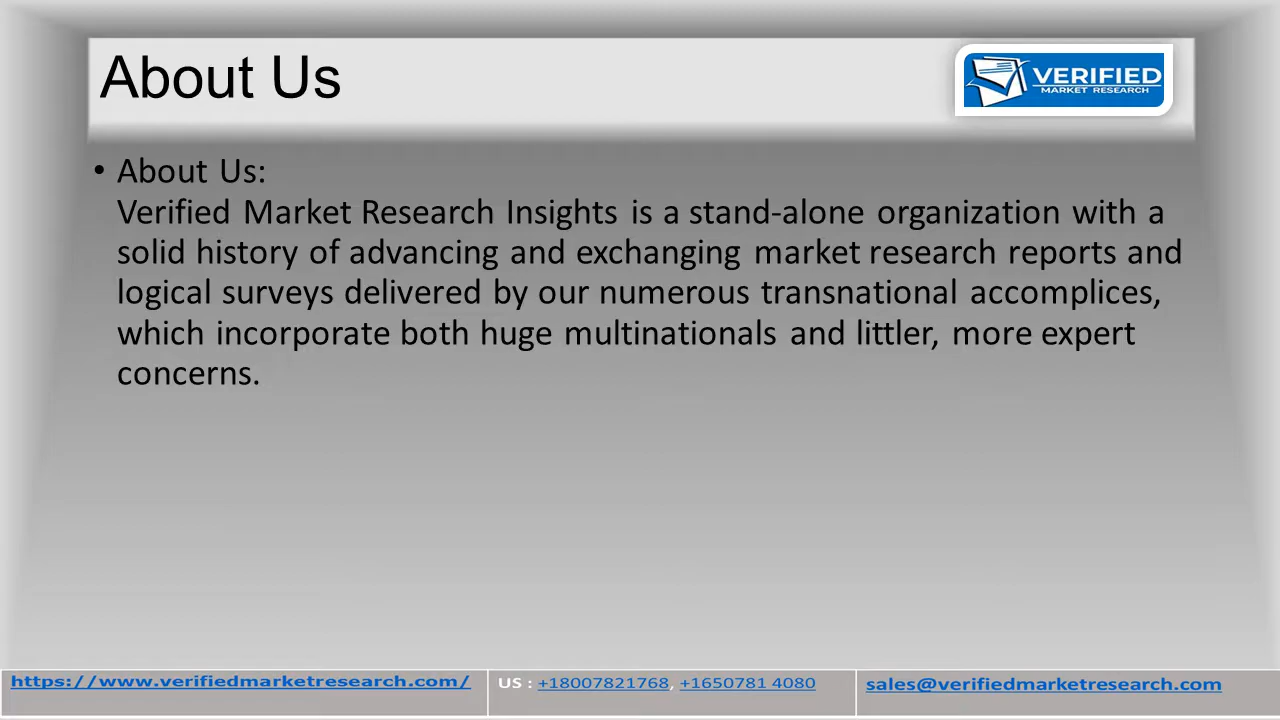 About Us
VERIFIED
MARKET RESEARCH
• About Us:
Verified Market Research Insights is a stand-alone organization with a
solid history of advancing and exchanging market research reports and
logical surveys delivered by our numerous transnational accomplices,
which incorporate both huge multinationals and littler, more expert
concerns.
https://www.verifiedmarketresearch.com/
US : +18007821768, +1650781 4080
sales@verifiedmarketresearch.com